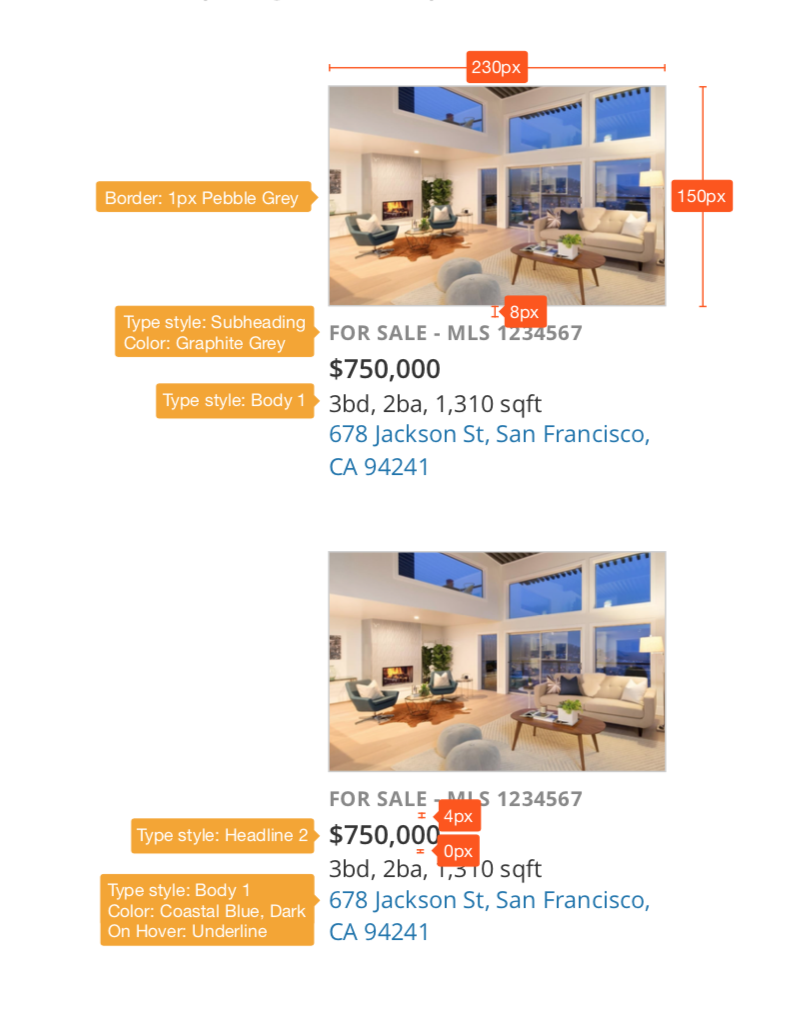 230px
Border: 1px Pebble Grey
150px
8px
Type style: Subheading
Color: Graphite Grey
FOR SALE - MLS 1234567
$750,000
Type style: Body 1
3bd, 2ba, 1,310 sqft
678 Jackson St, San Francisco,
CA 94241
FOR SALE - MLS 1234567
4px
Type style: Headline 2
$750,000
0px
3bd, 2ba, 1,310 sqft
Type style: Body 1
Color: Coastal Blue, Dark
On Hover: Underline
678 Jackson St, San Francisco,
CA 94241